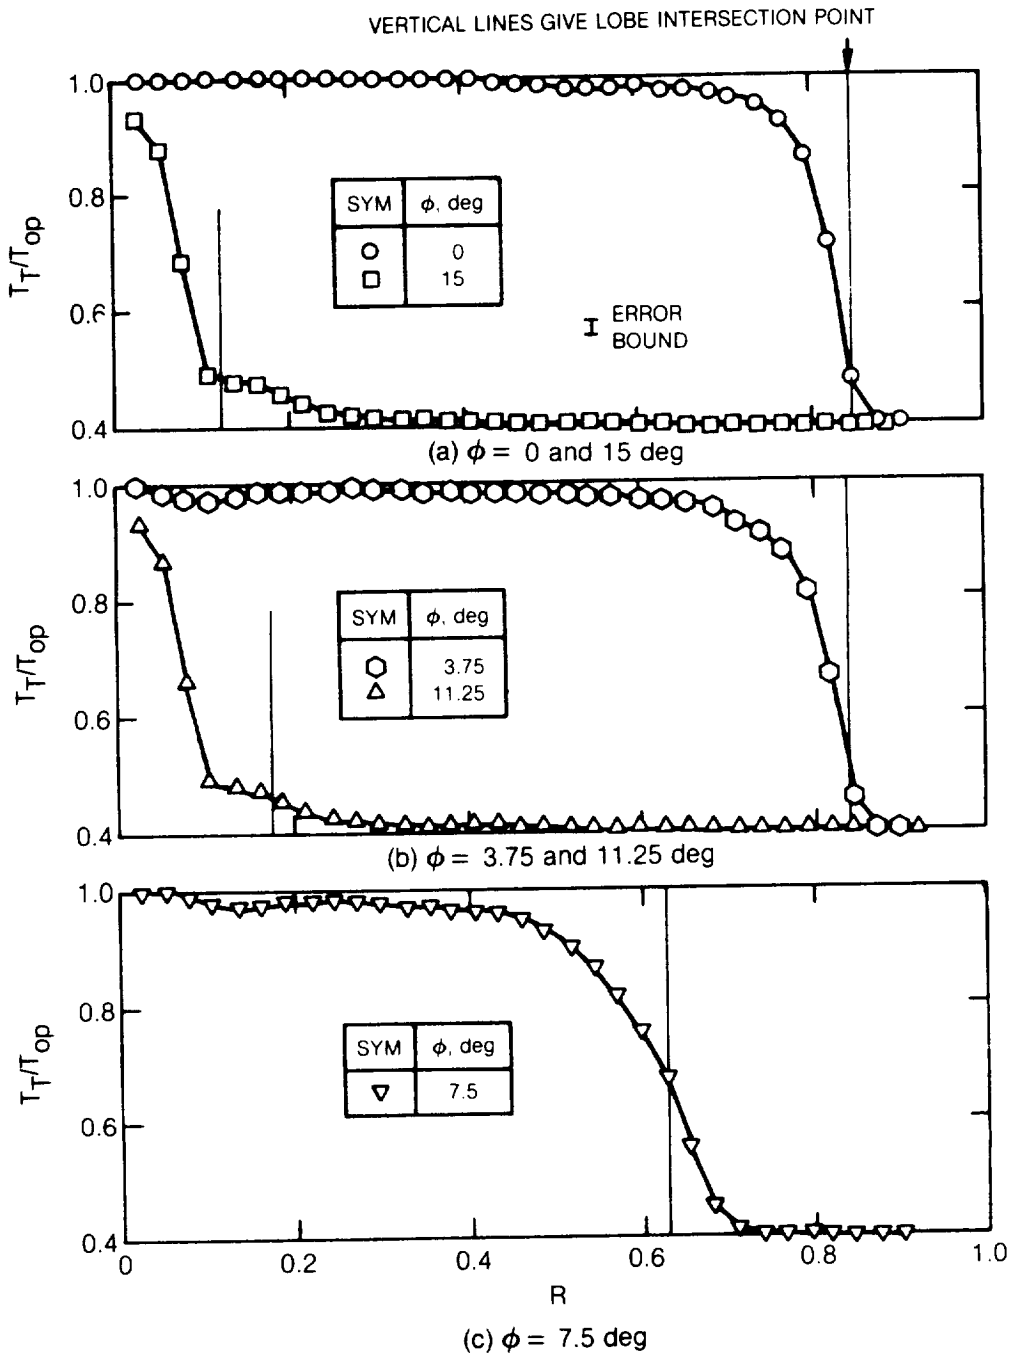 VERTICAL LINES GIVE LOBE INTERSECTION POINT
1.0
0.8
0.6
0.4
T_T/T_op
SYM ϕ, deg
0
15
ERROR
BOUND
(a) ϕ = 0 and 15 deg
1.0
0.8
0.6
0.4
T_T/T_op
SYM ϕ, deg
3.75
11.25
(b) ϕ = 3.75 and 11.25 deg
1.0
0.8
0.6
0.4
T_T/T_op
SYM ϕ, deg
7.5
0 0.2 0.4 0.6 0.8 1.0
R
(c) ϕ = 7.5 deg